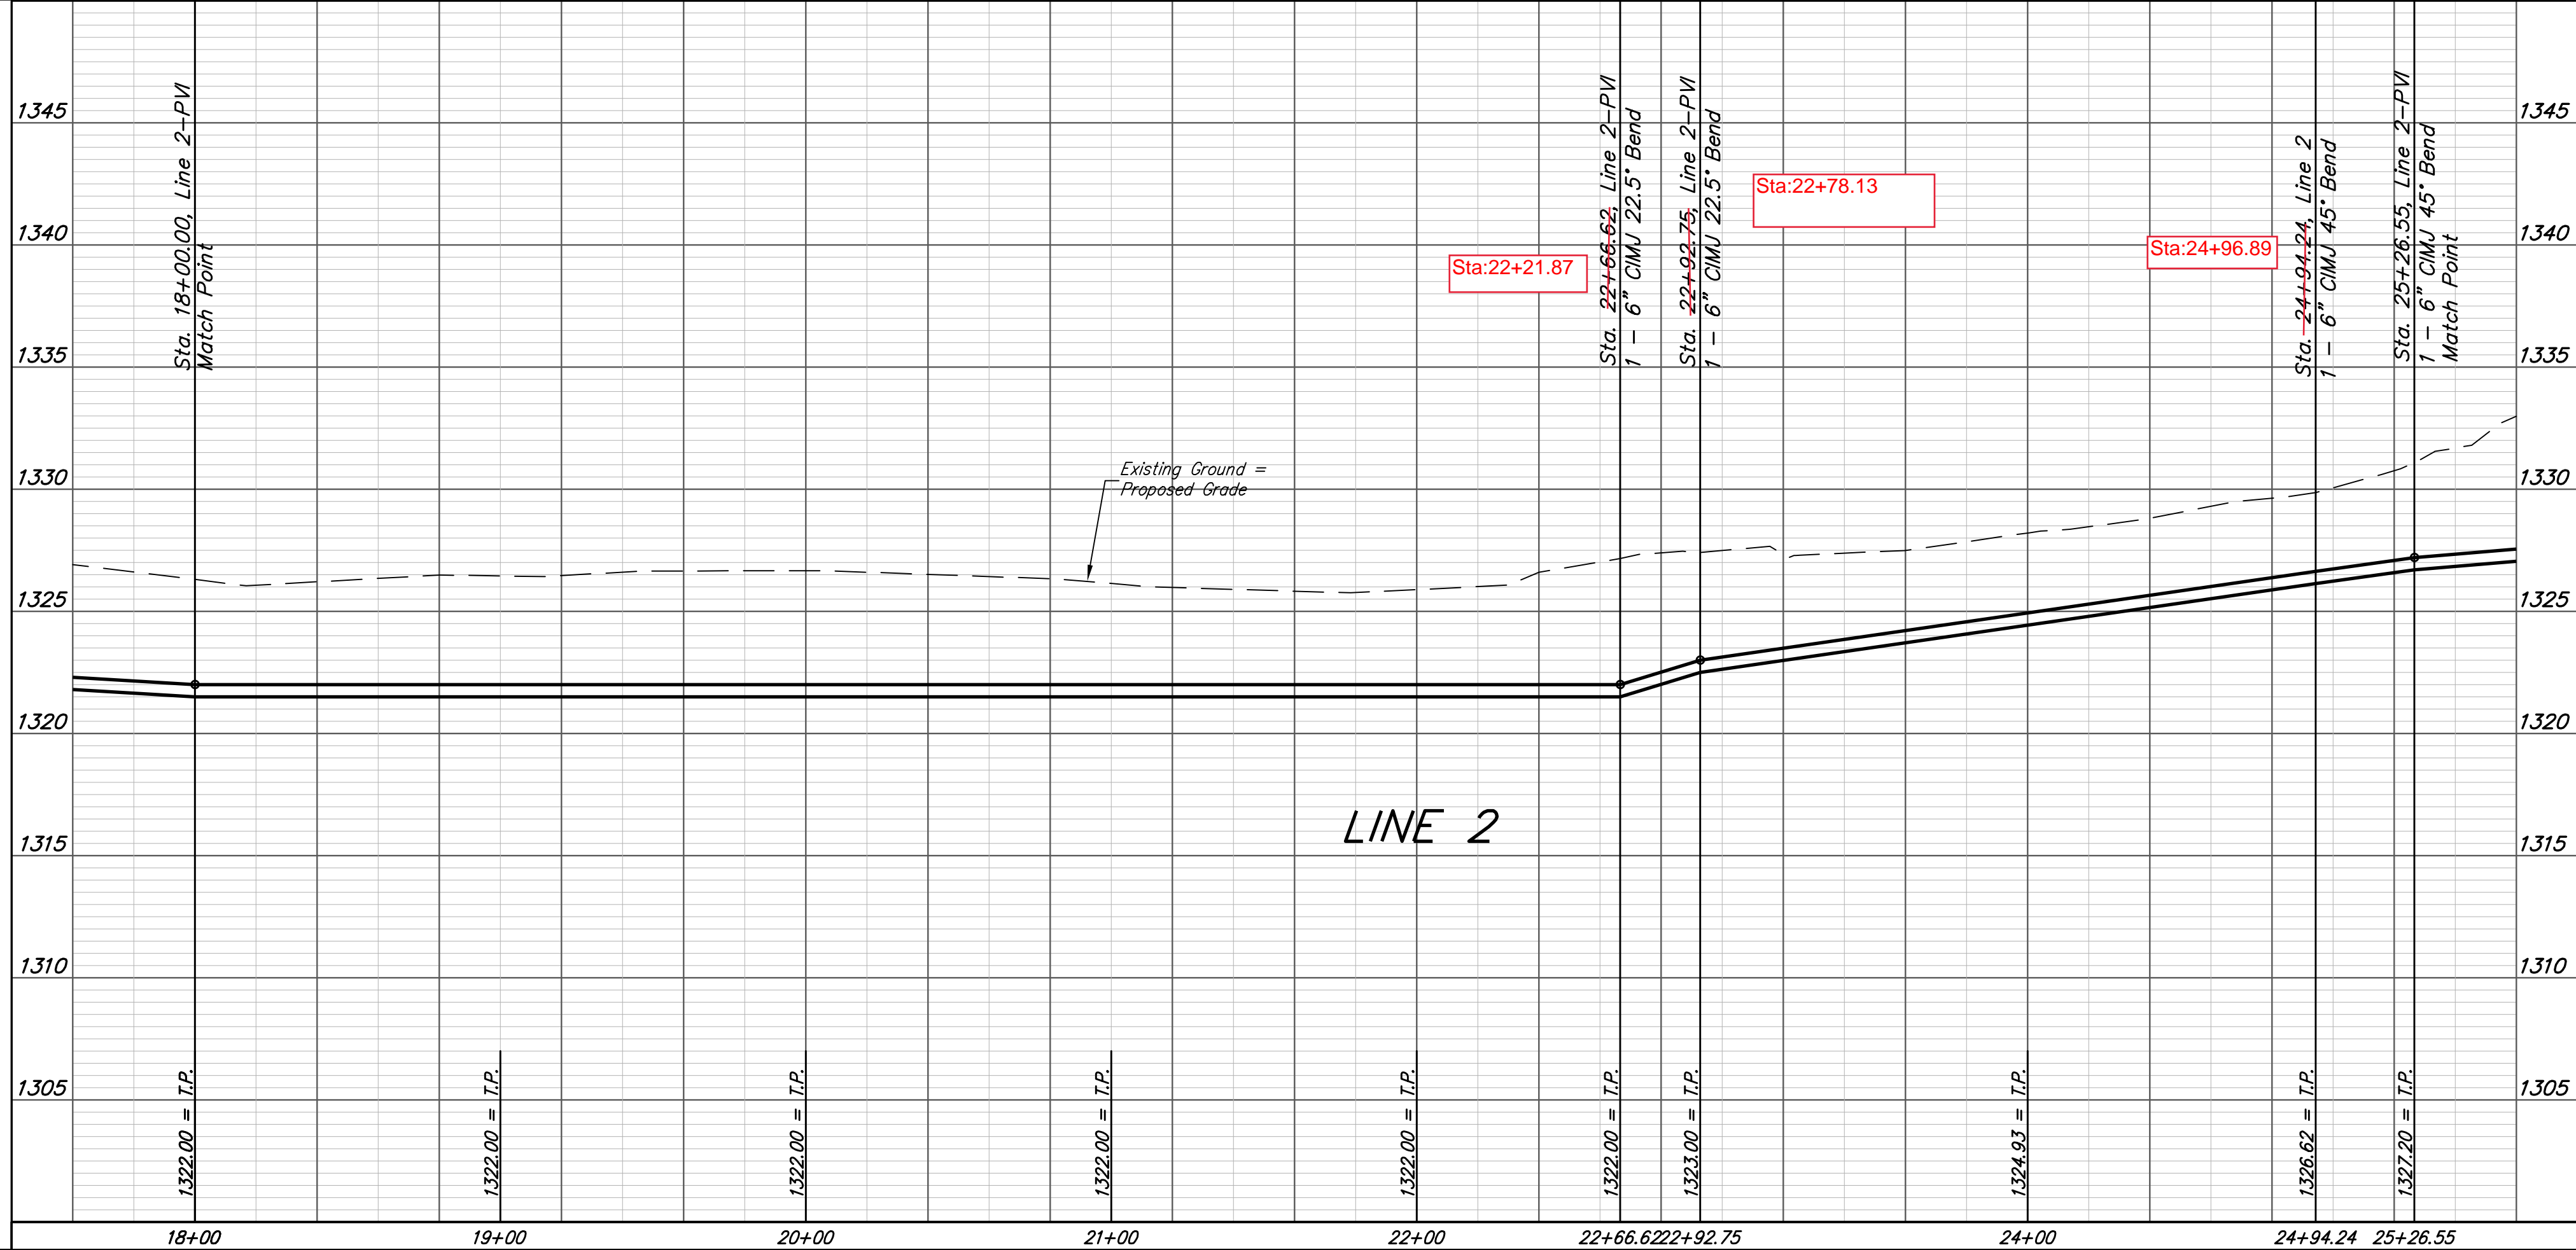 Sta. 18+00.00, Line 2-PVI
Match Point
Sta. 22+66.62, Line 2-PVI
1 - 6" CIMJ 22.5° Bend
Sta. 22+92.75, Line 2-PVI
1 - 6" CIMJ 22.5° Bend
Sta. 24+94.24, Line 2
1 - 6" CIMJ 45° Bend
Sta. 25+26.55, Line 2-PVI
1 - 6" CIMJ 45° Bend
Match Point
Sta:22+78.13
Sta:22+21.87
Sta:24+96.89
1345 1345
1340 1340
1335 1335
1330 1330
1325 1325
1320 1320
1315 1315
1310 1310
1305 1305
Existing Ground =
Proposed Grade
LINE 2
1322.00 = T.P.
1322.00 = T.P.
1322.00 = T.P.
1322.00 = T.P.
1322.00 = T.P.
1322.00 = T.P.
1323.00 = T.P.
1324.93 = T.P.
1326.62 = T.P.
1327.20 = T.P.
18+00 19+00 20+00 21+00 22+00 22+66.62 22+92.75 24+00 24+94.24 25+26.55